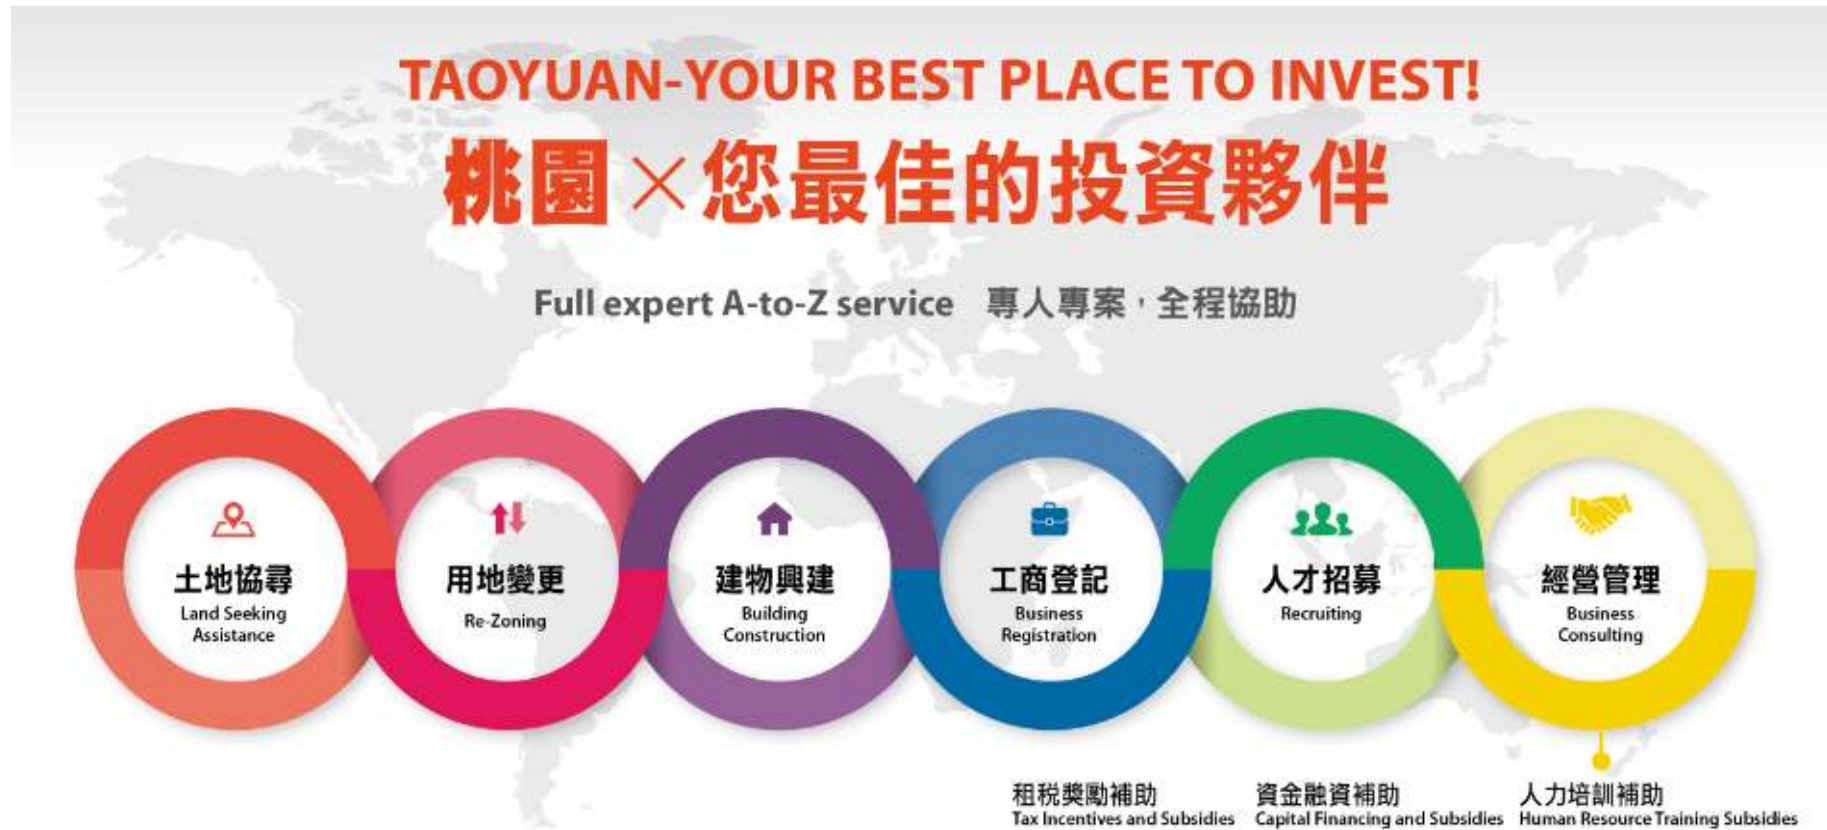 TAOYUAN-YOUR BEST PLACE TO INVEST!
桃園×您最佳的投資夥伴
Full expert A-to-Z service 專人專案,全程協助
土地協尋
Land Seeking
Assistance
用地變更
Re-Zoning
建物興建
Building
Construction
工商登記
Business
Registration
人才招募
Recruiting
經營管理
Business
Consulting
租税獎勵補助
Tax Incentives and Subsidies
資金融資補助
Capital Financing and Subsidies
人力培訓補助
Human Resource Training Subsidies